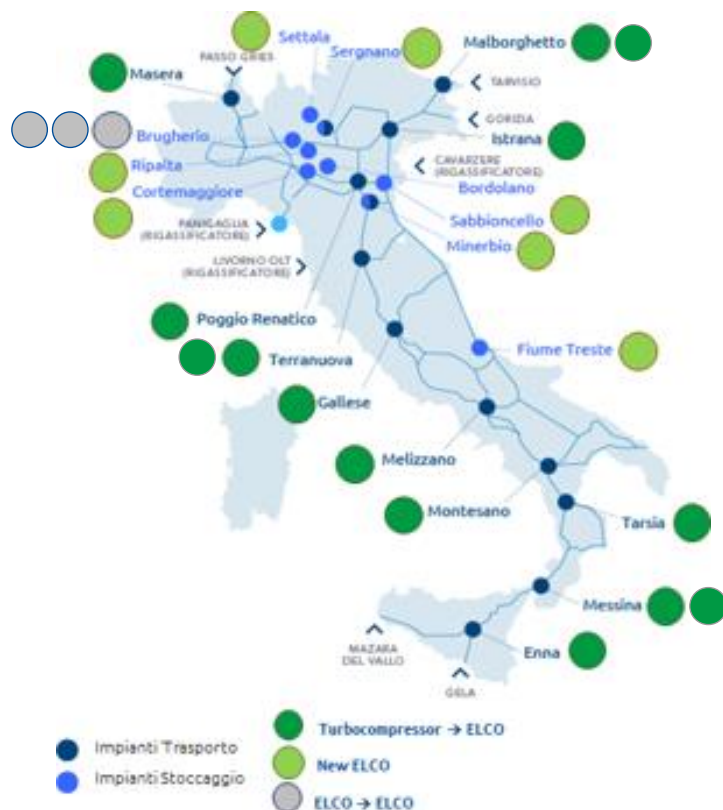 Settala
PASSO GRIES
Sergnano
Malborghetto
Masera
TARVISIO
GORIDA
Brugherio
Istrana
Ripalta
CAVARZERE
(RIGASSIFICATORE)
Cortemaggiore
Bordolano
PANIGAGLIA
(RIGASSIFICATORE)
Sabbioncello
Minerbio
LIVORNO OLT
(RIGASSIFICATORE)
Poggio Renatico
Terranuova
Fiume Treste
Gallese
Melizzano
Montesano
Tarsia
Messina
Enna
MAZARA
DEL VALLO
GELA
Impianti Trasporto
Impianti Stoccaggio
Turbocompressor → ELCO
New ELCO
ELCO → ELCO